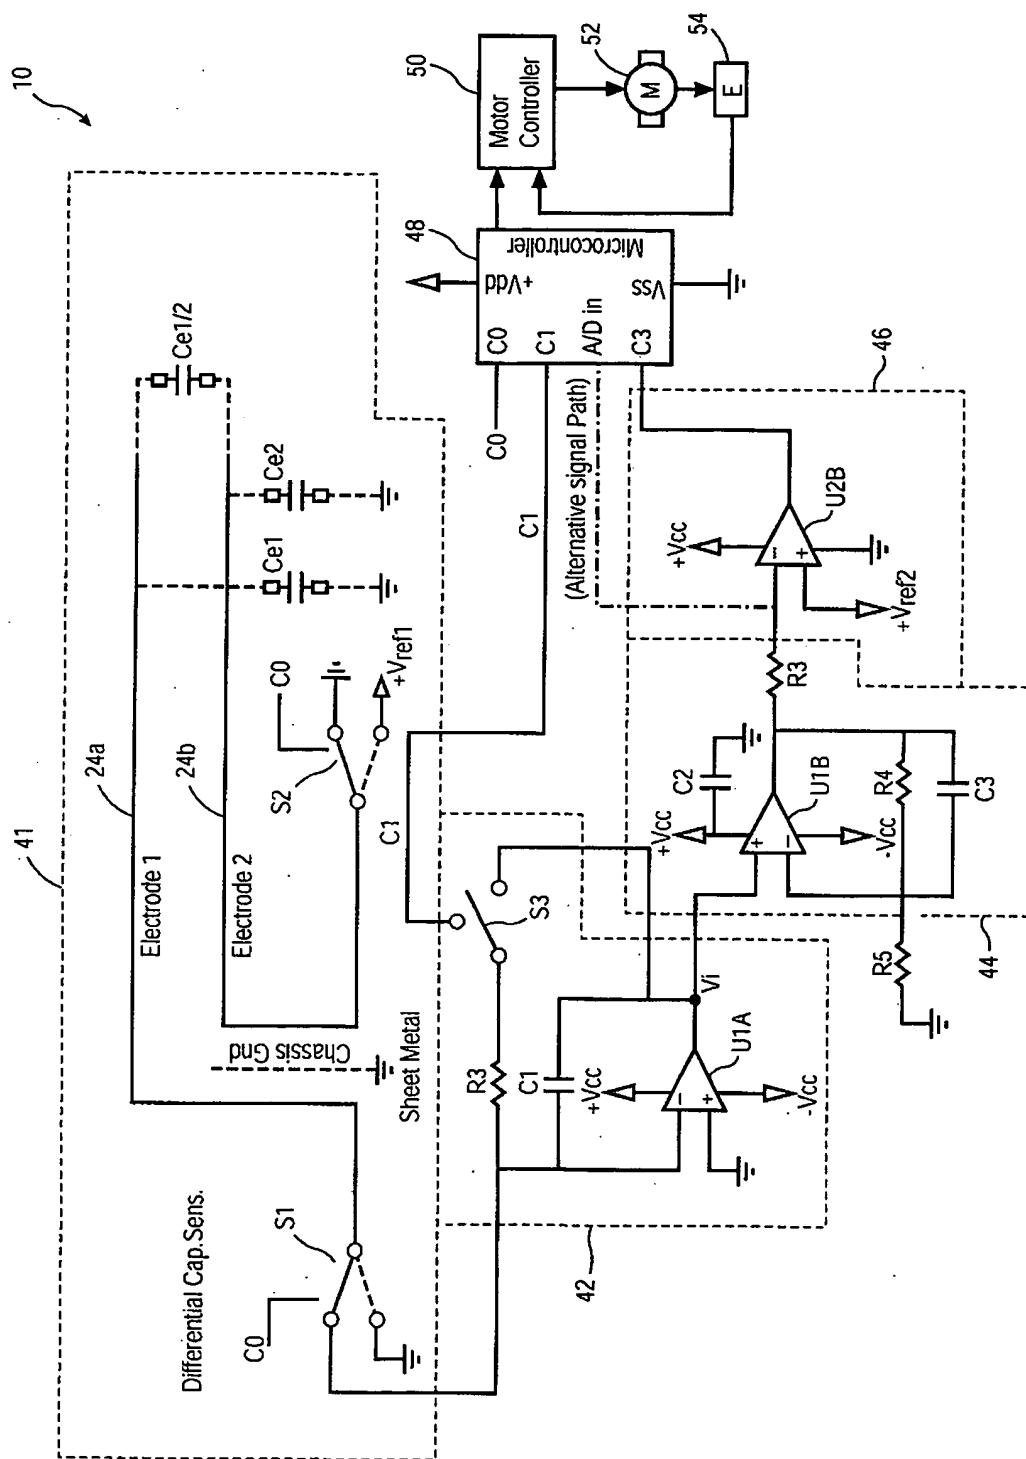 10
41
24a
Electrode 1
24b
Electrode 2
Ce1/2
Ce2
Ce1
C0
S2
+Vref1
Chassis Gnd
Sheet Metal
Differential Cap.Sens.
C0
S1
50
Motor
Controller
52
M
54
E
48
Microcontroller
+Vdd
C0
C1
A/D in
C3
Vss
C0
C1
(Alternative signal Path)
C1
S3
R3
C1
+Vcc
-Vcc
U1A
Vi
42
C2
+Vcc
-Vcc
U1B
R3
R4
C3
R5
44
46
+Vcc
U2B
+Vref2